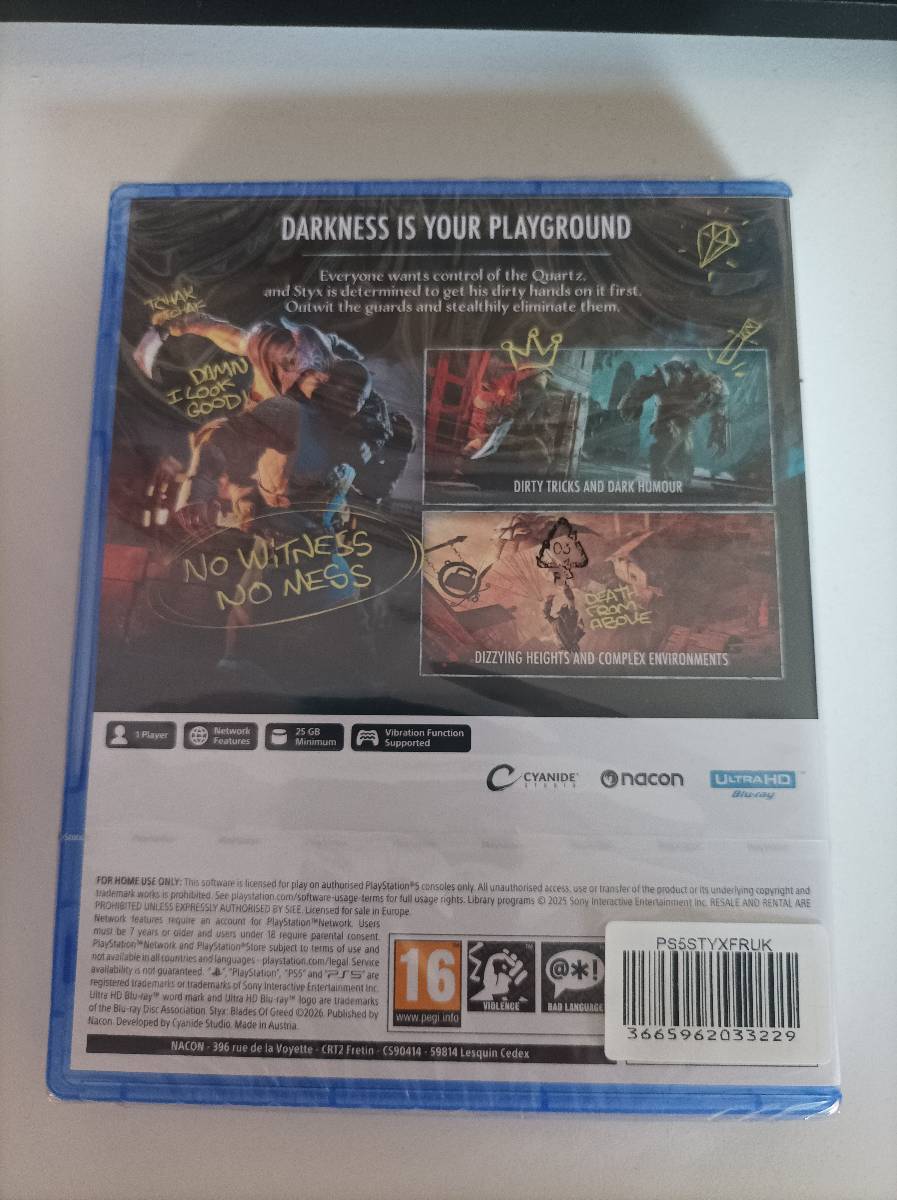 DARKNESS IS YOUR PLAYGROUND
Everyone wants control of the Quartz,
and Styx is determined to get his dirty hands on it first.
Outwit the guards and stealthily eliminate them.
TCHAK
TCHAK
DAMN
I LOOK
GOOD!
DIRTY TRICKS AND DARK HUMOUR
NO WITNESS
NO MESS
DEATH
FROM
ABOVE
DIZZYING HEIGHTS AND COMPLEX ENVIRONMENTS
1 Player
Network
Features
25 GB
Minimum
Vibration Function
Supported
CYANIDE
STUDIO
nacon
ULTRA HD
Blu-ray
FOR HOME USE ONLY: This software is licensed for play on authorised PlayStation®5 consoles only. All unauthorised access, use or transfer of the product or its underlying copyright and
trademark works is prohibited. See playstation.com/software-usage-terms for full usage rights. Library programs © 2025 Sony Interactive Entertainment Inc. RESALE AND RENTAL ARE
PROHIBITED UNLESS EXPRESSLY AUTHORISED BY SIEE. Licensed for sale in Europe.
Network features require an account for PlayStation™Network. Users
must be 7 years or older and users under 18 require parental consent.
PlayStation™Network and PlayStation®Store subject to terms of use and
not available in all countries and languages - playstation.com/legal Service
availability is not guaranteed. "", "PlayStation", "PS5" and "PS5" are
registered trademarks or trademarks of Sony Interactive Entertainment Inc.
Ultra HD Blu-ray™ word mark and Ultra HD Blu-ray™ logo are trademarks
of the Blu-ray Disc Association. Styx: Blades Of Greed ©2026. Published by
Nacon. Developed by Cyanide Studio. Made in Austria.
16
www.pegi.info
VIOLENCE
@*!
BAD LANGUAGE
PS5STYXFRUK
3665962033229
NACON - 396 rue de la Voyette - CRT2 Fretin - CS90414 - 59814 Lesquin Cedex